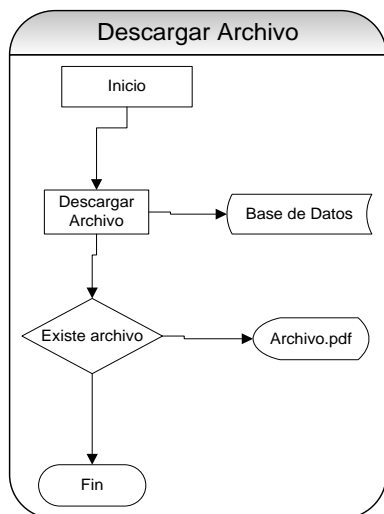 Descargar Archivo
Inicio
Descargar
Archivo
Base de Datos
Existe archivo
Archivo.pdf
Fin